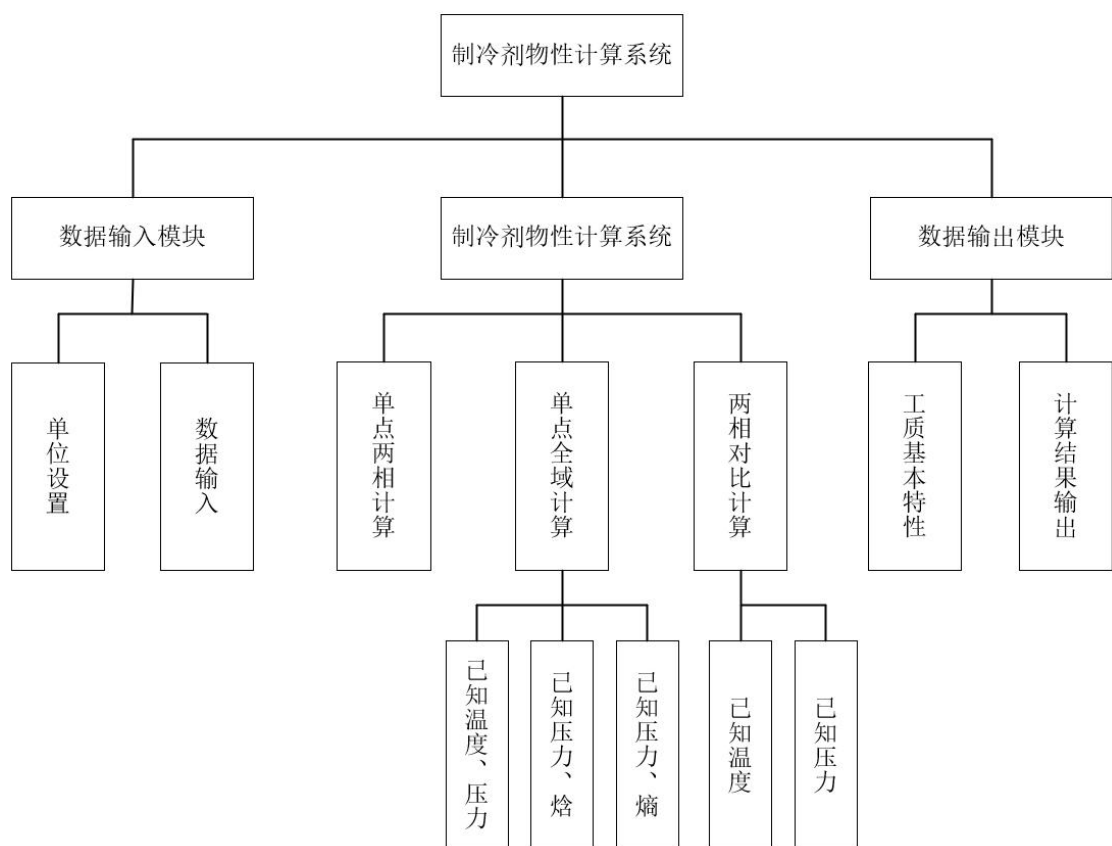 制冷剂物性计算系统
数据输入模块
制冷剂物性计算系统
数据输出模块
单位设置
数据输入
单点两相计算
单点全域计算
两相对比计算
工质基本特性
计算结果输出
已知温度、压力
已知压力、焓
已知压力、熵
已知温度
已知压力